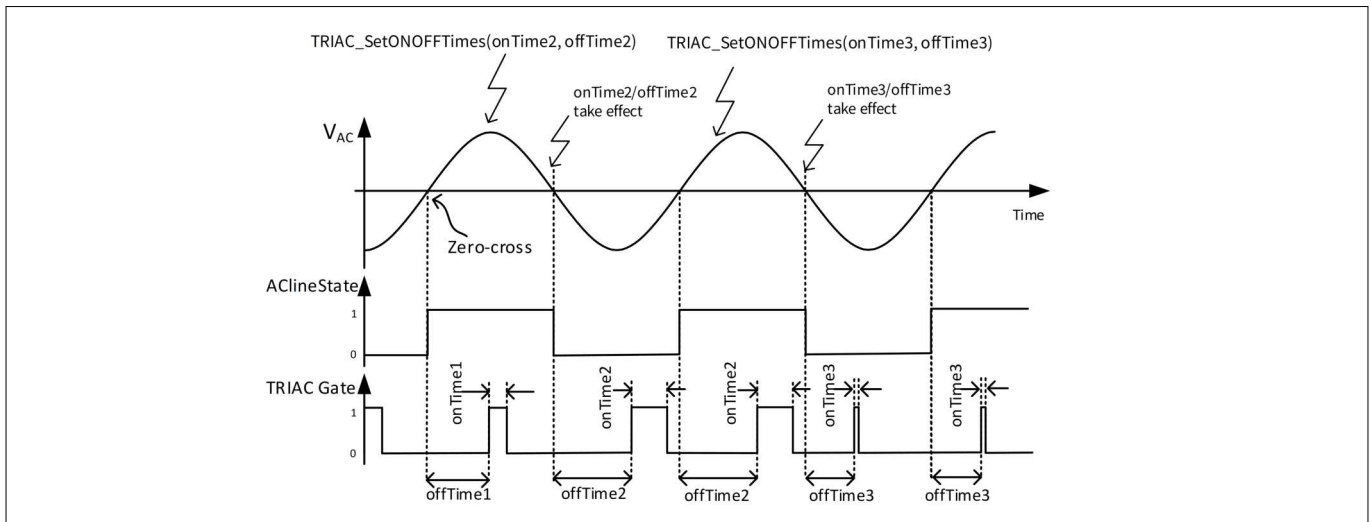 TRIAC_SetONOFFTimes(onTime2, offTime2)
TRIAC_SetONOFFTimes(onTime3, offTime3)
onTime2/offTime2
take effect
onTime3/offTime3
take effect
VAC
Time
Zero-cross
AClineState
1
0
TRIAC Gate
1
0
onTime1
onTime2
onTime2
onTime3
onTime3
offTime1
offTime2
offTime2
offTime3
offTime3